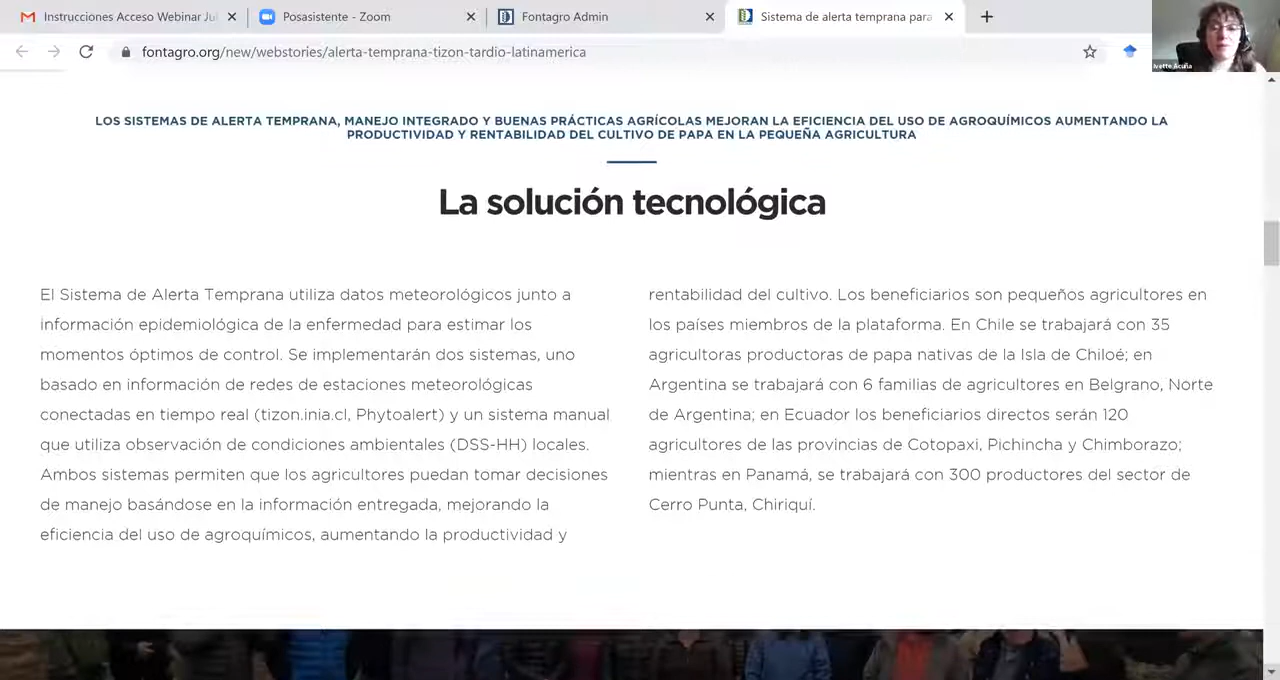 Instrucciones Acceso Webinar Ju
Posasistente - Zoom
Fontagro Admin
Sistema de alerta temprana para
fontagro.org/new/webstories/alerta-temprana-tizon-tardio-latinamerica
Ivette Acuña
LOS SISTEMAS DE ALERTA TEMPRANA, MANEJO INTEGRADO Y BUENAS PRÁCTICAS AGRÍCOLAS MEJORAN LA EFICIENCIA DEL USO DE AGROQUÍMICOS AUMENTANDO LA
PRODUCTIVIDAD Y RENTABILIDAD DEL CULTIVO DE PAPA EN LA PEQUEÑA AGRICULTURA
La solución tecnológica
El Sistema de Alerta Temprana utiliza datos meteorológicos junto a
información epidemiológica de la enfermedad para estimar los
momentos óptimos de control. Se implementarán dos sistemas, uno
basado en información de redes de estaciones meteorológicas
conectadas en tiempo real (tizon.inia.cl, Phytoalert) y un sistema manual
que utiliza observación de condiciones ambientales (DSS-HH) locales.
Ambos sistemas permiten que los agricultores puedan tomar decisiones
de manejo basándose en la información entregada, mejorando la
eficiencia del uso de agroquímicos, aumentando la productividad y
rentabilidad del cultivo. Los beneficiarios son pequeños agricultores en
los países miembros de la plataforma. En Chile se trabajará con 35
agricultoras productoras de papa nativas de la Isla de Chiloé; en
Argentina se trabajará con 6 familias de agricultores en Belgrano, Norte
de Argentina; en Ecuador los beneficiarios directos serán 120
agricultores de las provincias de Cotopaxi, Pichincha y Chimborazo;
mientras en Panamá, se trabajará con 300 productores del sector de
Cerro Punta, Chiriquí.